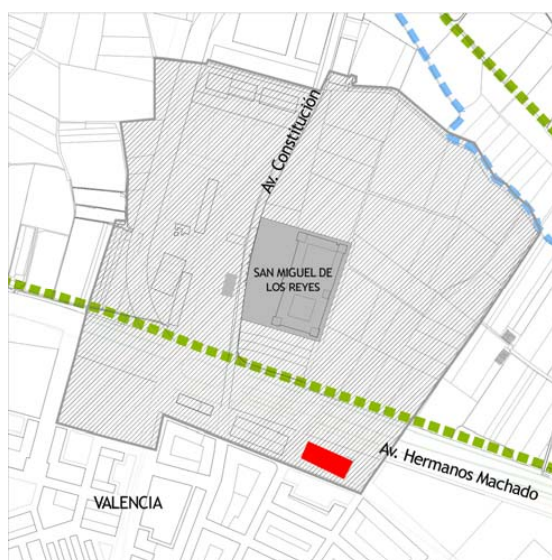 Av. Constitución
SAN MIGUEL DE
LOS REYES
Av. Hermanos Machado
VALENCIA